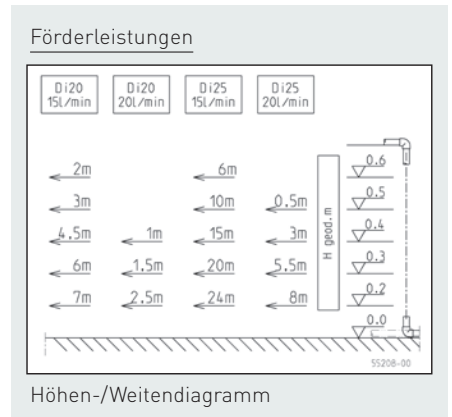 Förderleistungen
Di20 Di20 Di25 Di25
15l/min 20l/min 15l/min 20l/min
2m 6m 0.6
3m 10m 0.5m 0.5
4.5m 1m 15m 3m 0.4
6m 1.5m 20m 5.5m 0.3
7m 2.5m 24m 8m 0.2
H geod.m
0.0
55208-00
Höhen-/Weitendiagramm